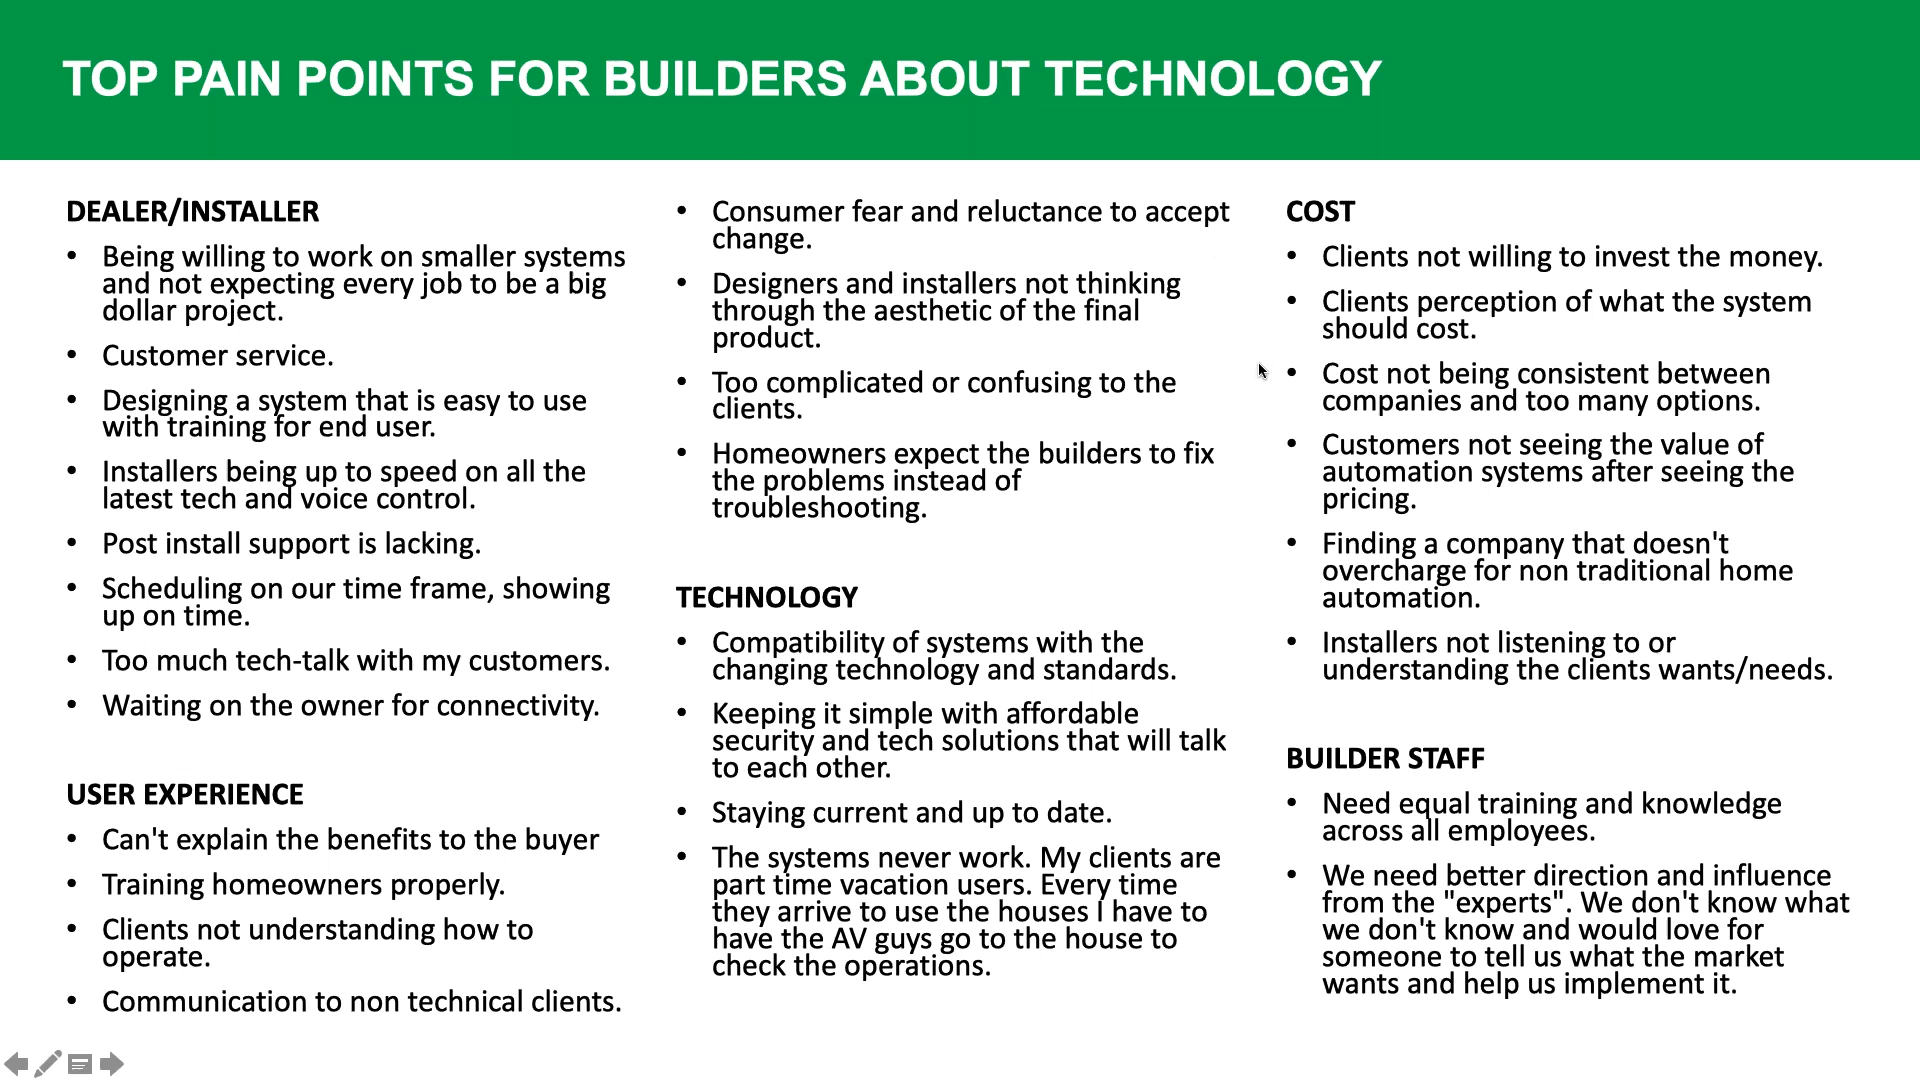 TOP PAIN POINTS FOR BUILDERS ABOUT TECHNOLOGY
DEALER/INSTALLER
• Being willing to work on smaller systems
and not expecting every job to be a big
dollar project.
• Customer service.
• Designing a system that is easy to use
with training for end user.
• Installers being up to speed on all the
latest tech and voice control.
• Post install support is lacking.
• Scheduling on our time frame, showing
up on time.
• Too much tech-talk with my customers.
• Waiting on the owner for connectivity.
USER EXPERIENCE
• Can't explain the benefits to the buyer
• Training homeowners properly.
• Clients not understanding how to
operate.
• Communication to non technical clients.
• Consumer fear and reluctance to accept
change.
• Designers and installers not thinking
through the aesthetic of the final
product.
• Too complicated or confusing to the
clients.
• Homeowners expect the builders to fix
the problems instead of
troubleshooting.
TECHNOLOGY
• Compatibility of systems with the
changing technology and standards.
• Keeping it simple with affordable
security and tech solutions that will talk
to each other.
• Staying current and up to date.
• The systems never work. My clients are
part time vacation users. Every time
they arrive to use the houses I have to
have the AV guys go to the house to
check the operations.
COST
• Clients not willing to invest the money.
• Clients perception of what the system
should cost.
• Cost not being consistent between
companies and too many options.
• Customers not seeing the value of
automation systems after seeing the
pricing.
• Finding a company that doesn't
overcharge for non traditional home
automation.
• Installers not listening to or
understanding the clients wants/needs.
BUILDER STAFF
• Need equal training and knowledge
across all employees.
• We need better direction and influence
from the "experts". We don't know what
we don't know and would love for
someone to tell us what the market
wants and help us implement it.